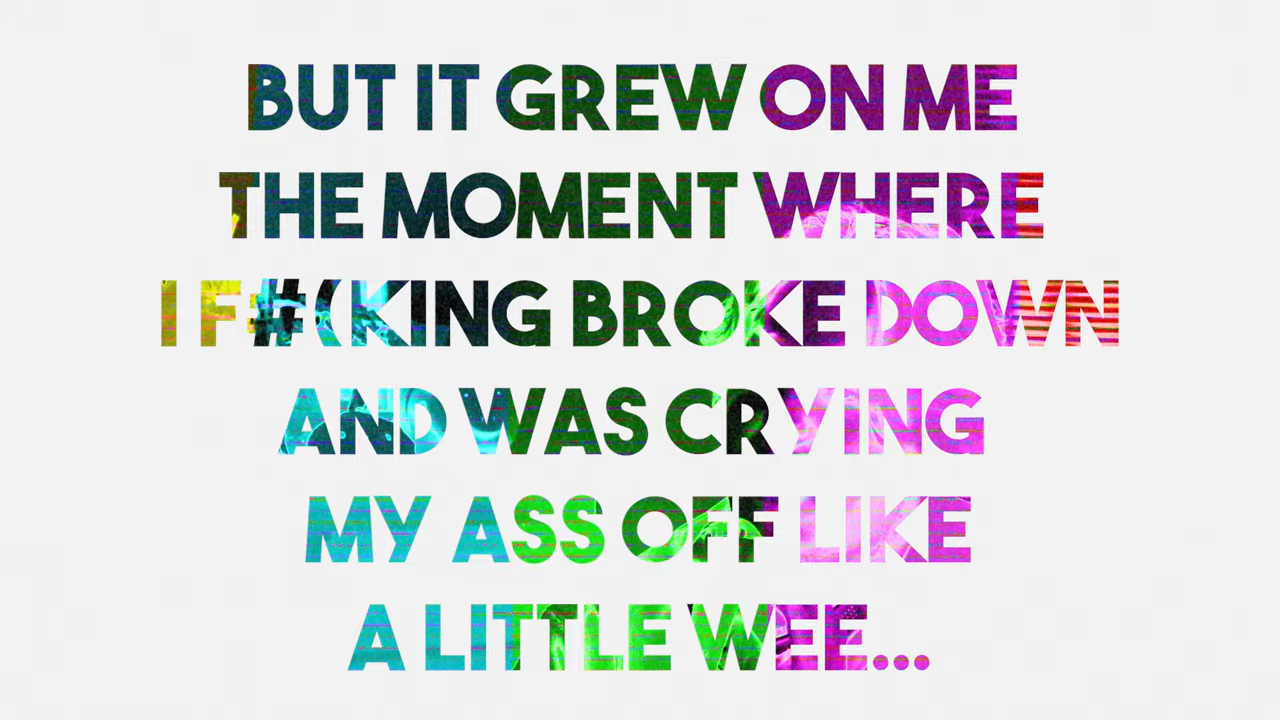 BUT IT GREW ON ME
THE MOMENT WHERE
I F#(KING BROKE DOWN
AND WAS CRYING
MY ASS OFF LIKE
A LITTLE WEE...